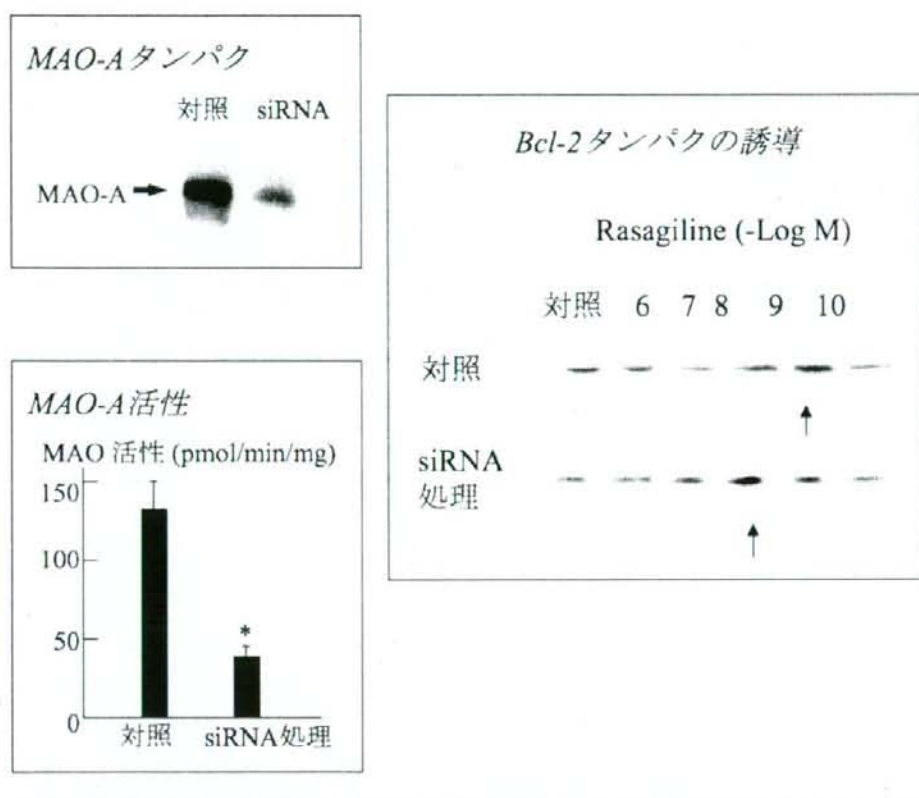 MAO-Aタンパク
対照 siRNA
MAO-A
MAO-A活性
MAO 活性 (pmol/min/mg)
150
100
50
0
*
対照 siRNA処理
Bcl-2タンパクの誘導
Rasagiline (-Log M)
対照 6 7 8 9 10
対照
siRNA
処理